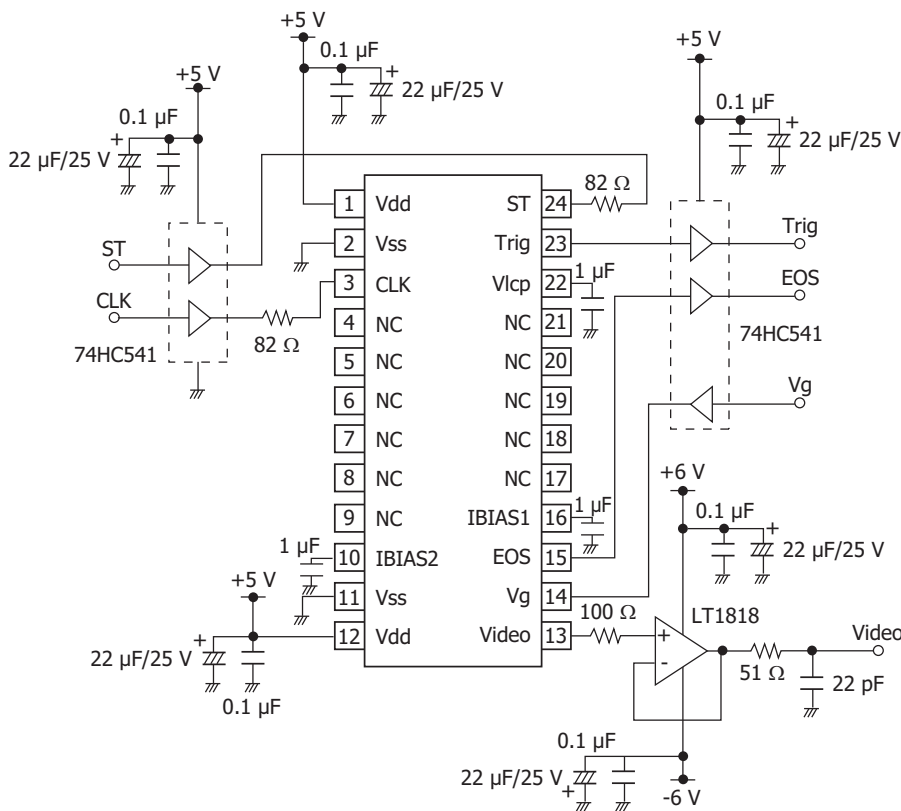 +5 V
0.1 µF
22 µF/25 V
+
+5 V
0.1 µF
22 µF/25 V
+
+5 V
0.1 µF
22 µF/25 V
+
ST
CLK
74HC541
82 Ω
82 Ω
1 Vdd
2 Vss
3 CLK
4 NC
5 NC
6 NC
7 NC
8 NC
9 NC
10 IBIAS2
11 Vss
12 Vdd
ST 24
Trig 23
Vlcp 22
NC 21
NC 20
NC 19
NC 18
NC 17
IBIAS1 16
EOS 15
Vg 14
Video 13
1 µF
1 µF
1 µF
Trig
EOS
74HC541
Vg
+6 V
0.1 µF
22 µF/25 V
+
+5 V
22 µF/25 V
+
0.1 µF
100 Ω
LT1818
+
-
51 Ω
Video
22 pF
0.1 µF
22 µF/25 V
+
-6 V